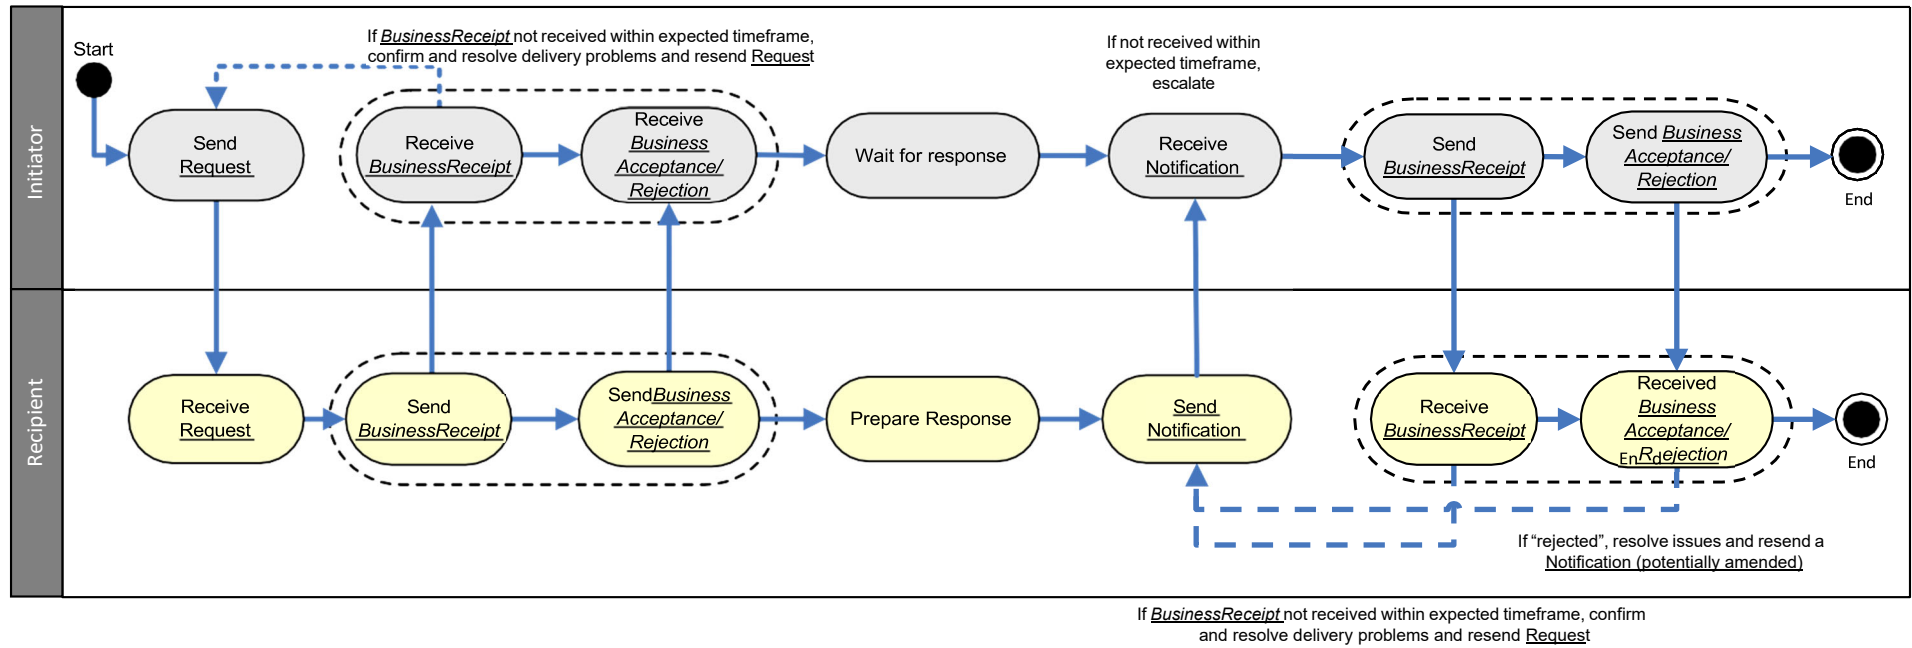 Initiator
Start
If BusinessReceipt not received within expected timeframe,
confirm and resolve delivery problems and resend Request
If not received within
expected timeframe,
escalate
Send
Request
Receive
BusinessReceipt
Receive
Business
Acceptance/
Rejection
Wait for response
Receive
Notification
Send
BusinessReceipt
Send Business
Acceptance/
Rejection
End
Recipient
Receive
Request
Send
BusinessReceipt
SendBusiness
Acceptance/
Rejection
Prepare Response
Send
Notification
Receive
BusinessReceipt
Received
Business
Acceptance/
Rejection
End
End
If “rejected”, resolve issues and resend a
Notification (potentially amended)
If BusinessReceipt not received within expected timeframe, confirm
and resolve delivery problems and resend Request